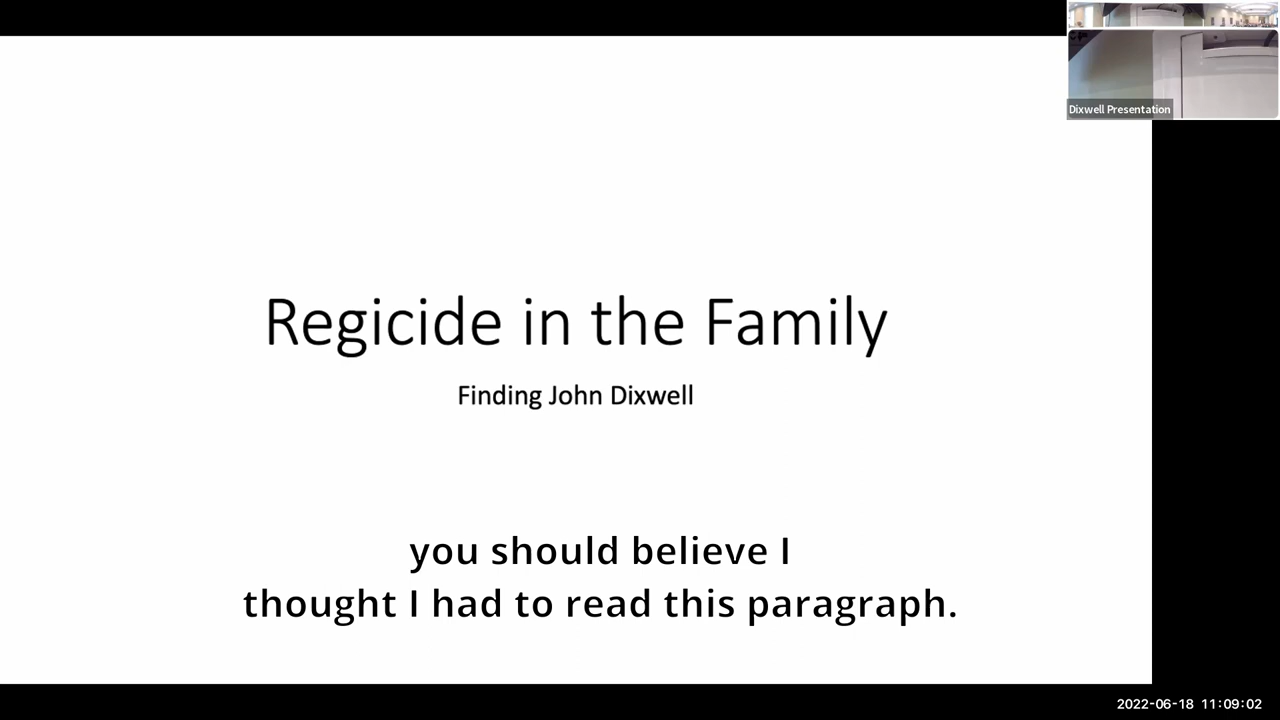 Dixwell Presentation
Regicide in the Family
Finding John Dixwell
you should believe I
thought I had to read this paragraph.
2022-06-18 11:09:02